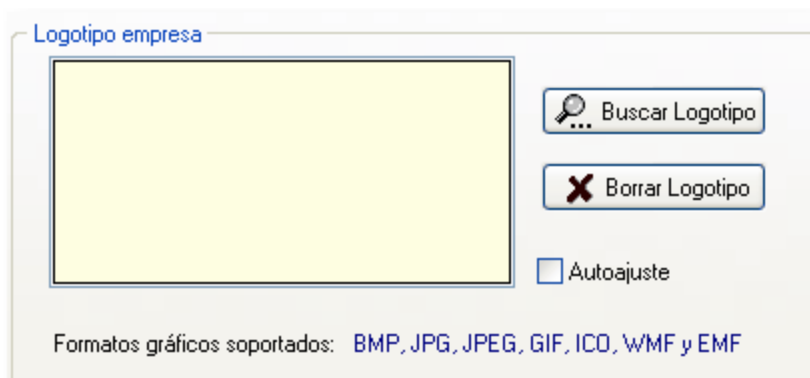 Logotipo empresa
Buscar Logotipo
Borrar Logotipo
Autoajuste
Formatos gráficos soportados: BMP, JPG, JPEG, GIF, ICO, WMF y EMF